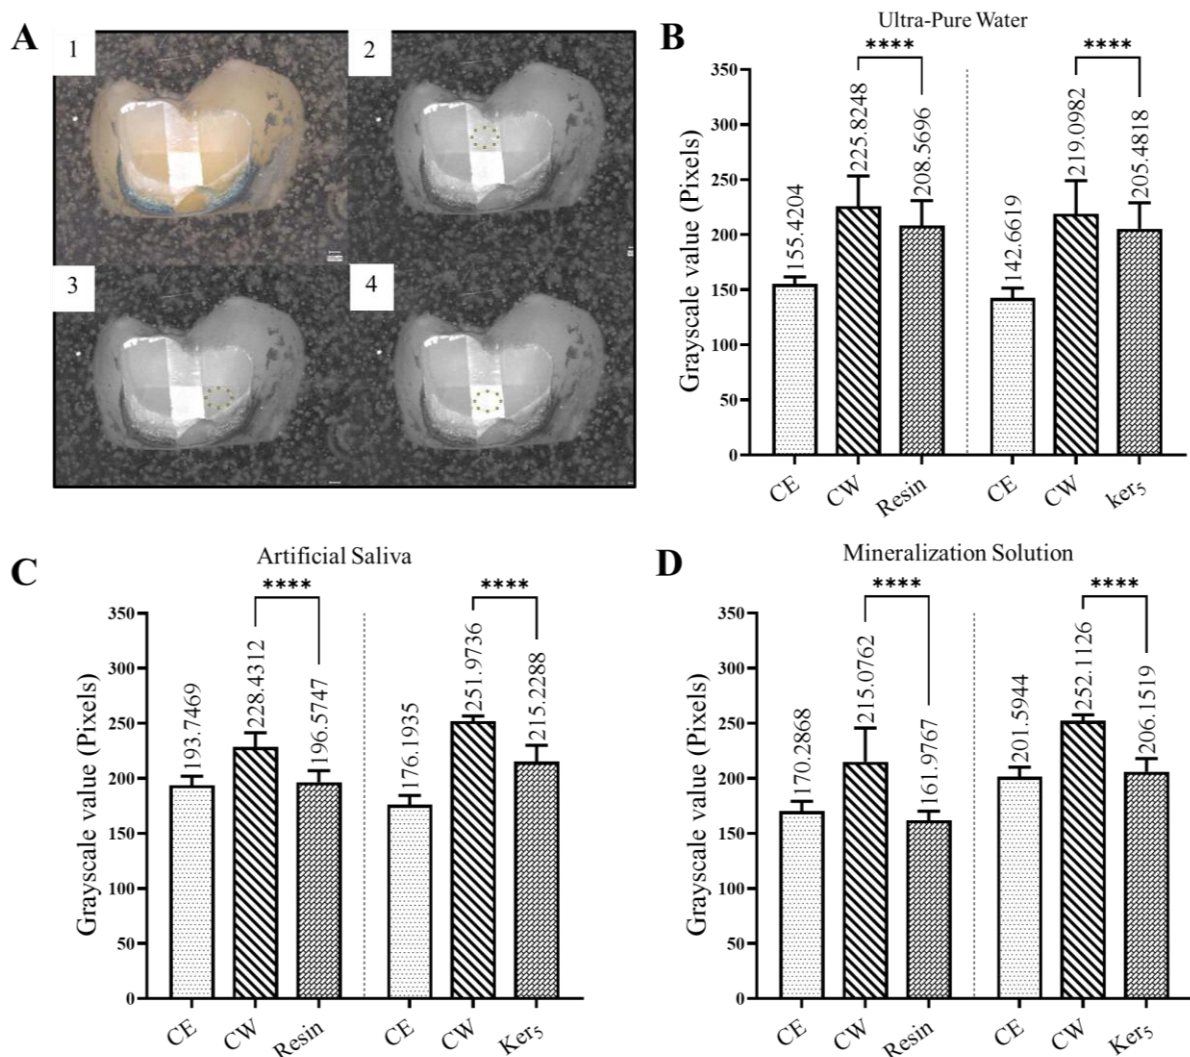 A
1
2
3
4
B
Ultra-Pure Water
****
****
Grayscale value (Pixels)
350
300
250
200
150
100
50
0
155.4204
225.8248
208.5696
142.6619
219.0982
205.4818
CE
CW
Resin
CE
CW
ker5
C
Artificial Saliva
****
****
Grayscale value (Pixels)
350
300
250
200
150
100
50
0
193.7469
228.4312
196.5747
176.1935
251.9736
215.2288
CE
CW
Resin
CE
CW
Ker5
D
Mineralization Solution
****
****
Grayscale value (Pixels)
350
300
250
200
150
100
50
0
170.2868
215.0762
161.9767
201.5944
252.1126
206.1519
CE
CW
Resin
CE
CW
Ker5